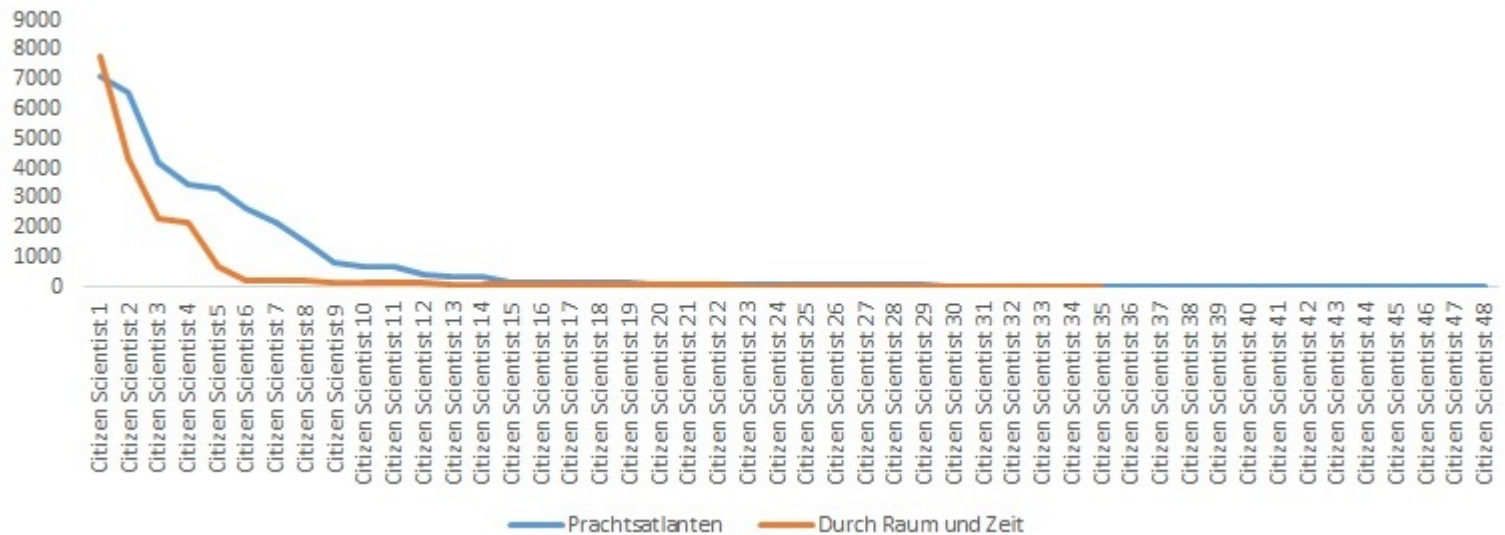 9000
8000
7000
6000
5000
4000
3000
2000
1000
0
Citizen Scientist 1
Citizen Scientist 2
Citizen Scientist 3
Citizen Scientist 4
Citizen Scientist 5
Citizen Scientist 6
Citizen Scientist 7
Citizen Scientist 8
Citizen Scientist 9
Citizen Scientist 10
Citizen Scientist 11
Citizen Scientist 12
Citizen Scientist 13
Citizen Scientist 14
Citizen Scientist 15
Citizen Scientist 16
Citizen Scientist 17
Citizen Scientist 18
Citizen Scientist 19
Citizen Scientist 20
Citizen Scientist 21
Citizen Scientist 22
Citizen Scientist 23
Citizen Scientist 24
Citizen Scientist 25
Citizen Scientist 26
Citizen Scientist 27
Citizen Scientist 28
Citizen Scientist 29
Citizen Scientist 30
Citizen Scientist 31
Citizen Scientist 32
Citizen Scientist 33
Citizen Scientist 34
Citizen Scientist 35
Citizen Scientist 36
Citizen Scientist 37
Citizen Scientist 38
Citizen Scientist 39
Citizen Scientist 40
Citizen Scientist 41
Citizen Scientist 42
Citizen Scientist 43
Citizen Scientist 44
Citizen Scientist 45
Citizen Scientist 46
Citizen Scientist 47
Citizen Scientist 48
Prachtsatlanten Durch Raum und Zeit